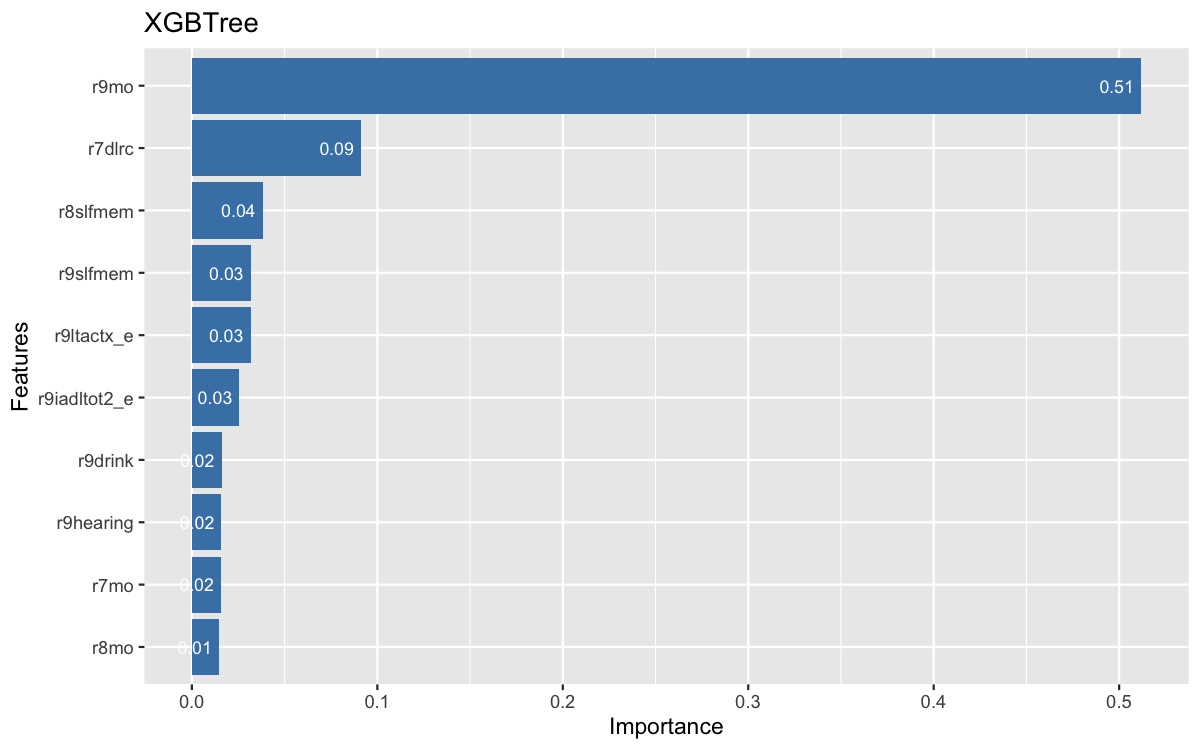 XGBTree
Features
r9mo 0.51
r7dlrc 0.09
r8slfmem 0.04
r9slfmem 0.03
r9ltactx_e 0.03
r9iadltot2_e 0.03
r9drink 0.02
r9hearing 0.02
r7mo 0.02
r8mo 0.01
0.0 0.1 0.2 0.3 0.4 0.5
Importance